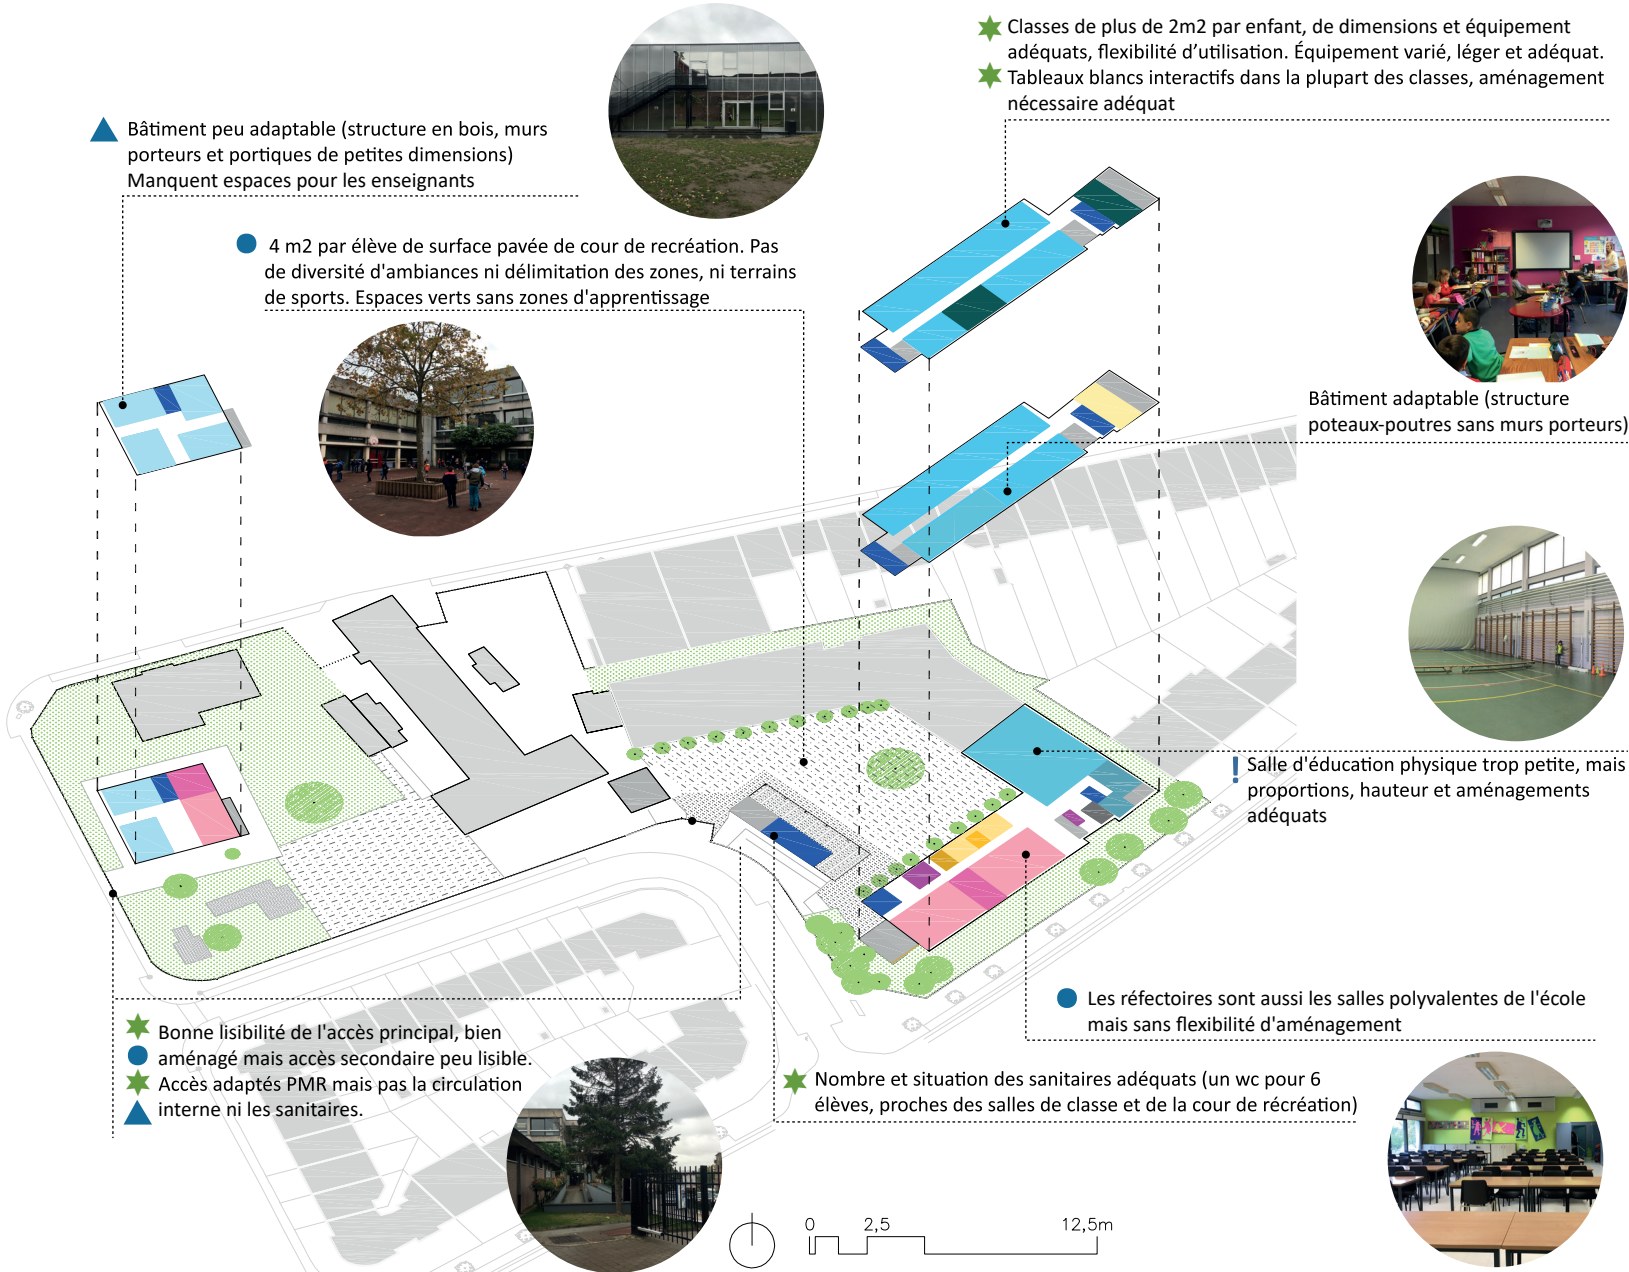 Classes de plus de 2m2 par enfant, de dimensions et équipement
adéquats, flexibilité d’utilisation. Équipement varié, léger et adéquat.
Tableaux blancs interactifs dans la plupart des classes, aménagement
nécessaire adéquat
Bâtiment peu adaptable (structure en bois, murs
porteurs et portiques de petites dimensions)
Manquent espaces pour les enseignants
4 m2 par élève de surface pavée de cour de recréation. Pas
de diversité d'ambiances ni délimitation des zones, ni terrains
de sports. Espaces verts sans zones d'apprentissage
Bâtiment adaptable (structure
poteaux-poutres sans murs porteurs)
! Salle d'éducation physique trop petite, mais
proportions, hauteur et aménagements
adéquats
Les réfectoires sont aussi les salles polyvalentes de l'école
mais sans flexibilité d'aménagement
Bonne lisibilité de l'accès principal, bien
aménagé mais accès secondaire peu lisible.
Accès adaptés PMR mais pas la circulation
interne ni les sanitaires.
Nombre et situation des sanitaires adéquats (un wc pour 6
élèves, proches des salles de classe et de la cour de récréation)
0 2,5 12,5m